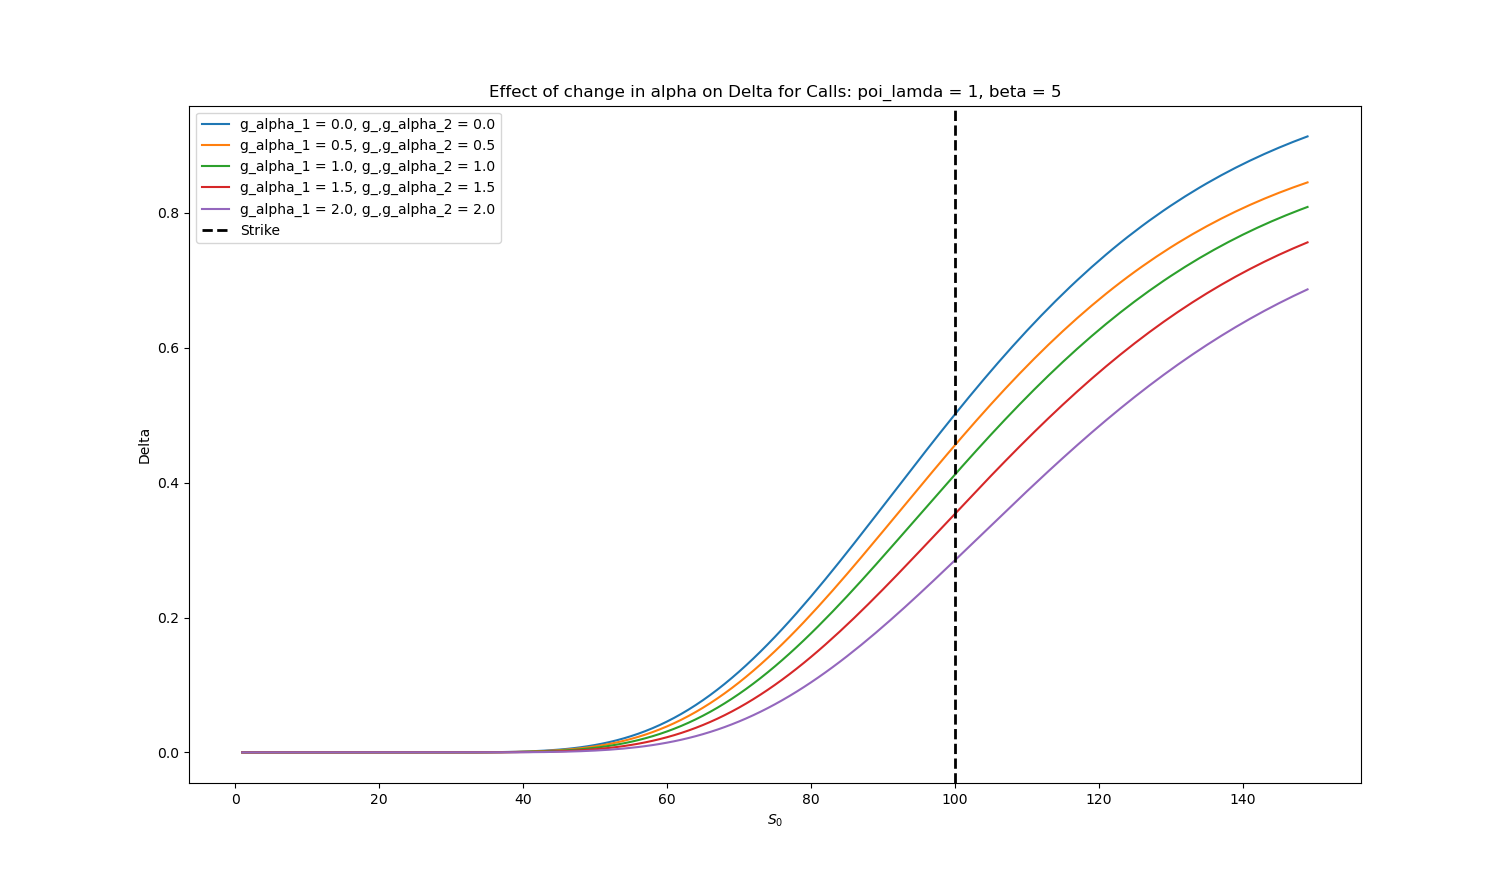 Effect of change in alpha on Delta for Calls: poi_lamda = 1, beta = 5
g_alpha_1 = 0.0, g_,g_alpha_2 = 0.0
g_alpha_1 = 0.5, g_,g_alpha_2 = 0.5
g_alpha_1 = 1.0, g_,g_alpha_2 = 1.0
g_alpha_1 = 1.5, g_,g_alpha_2 = 1.5
g_alpha_1 = 2.0, g_,g_alpha_2 = 2.0
Strike
0.8
0.6
0.4
0.2
0.0
Delta
0 20 40 60 80 100 120 140
S₀